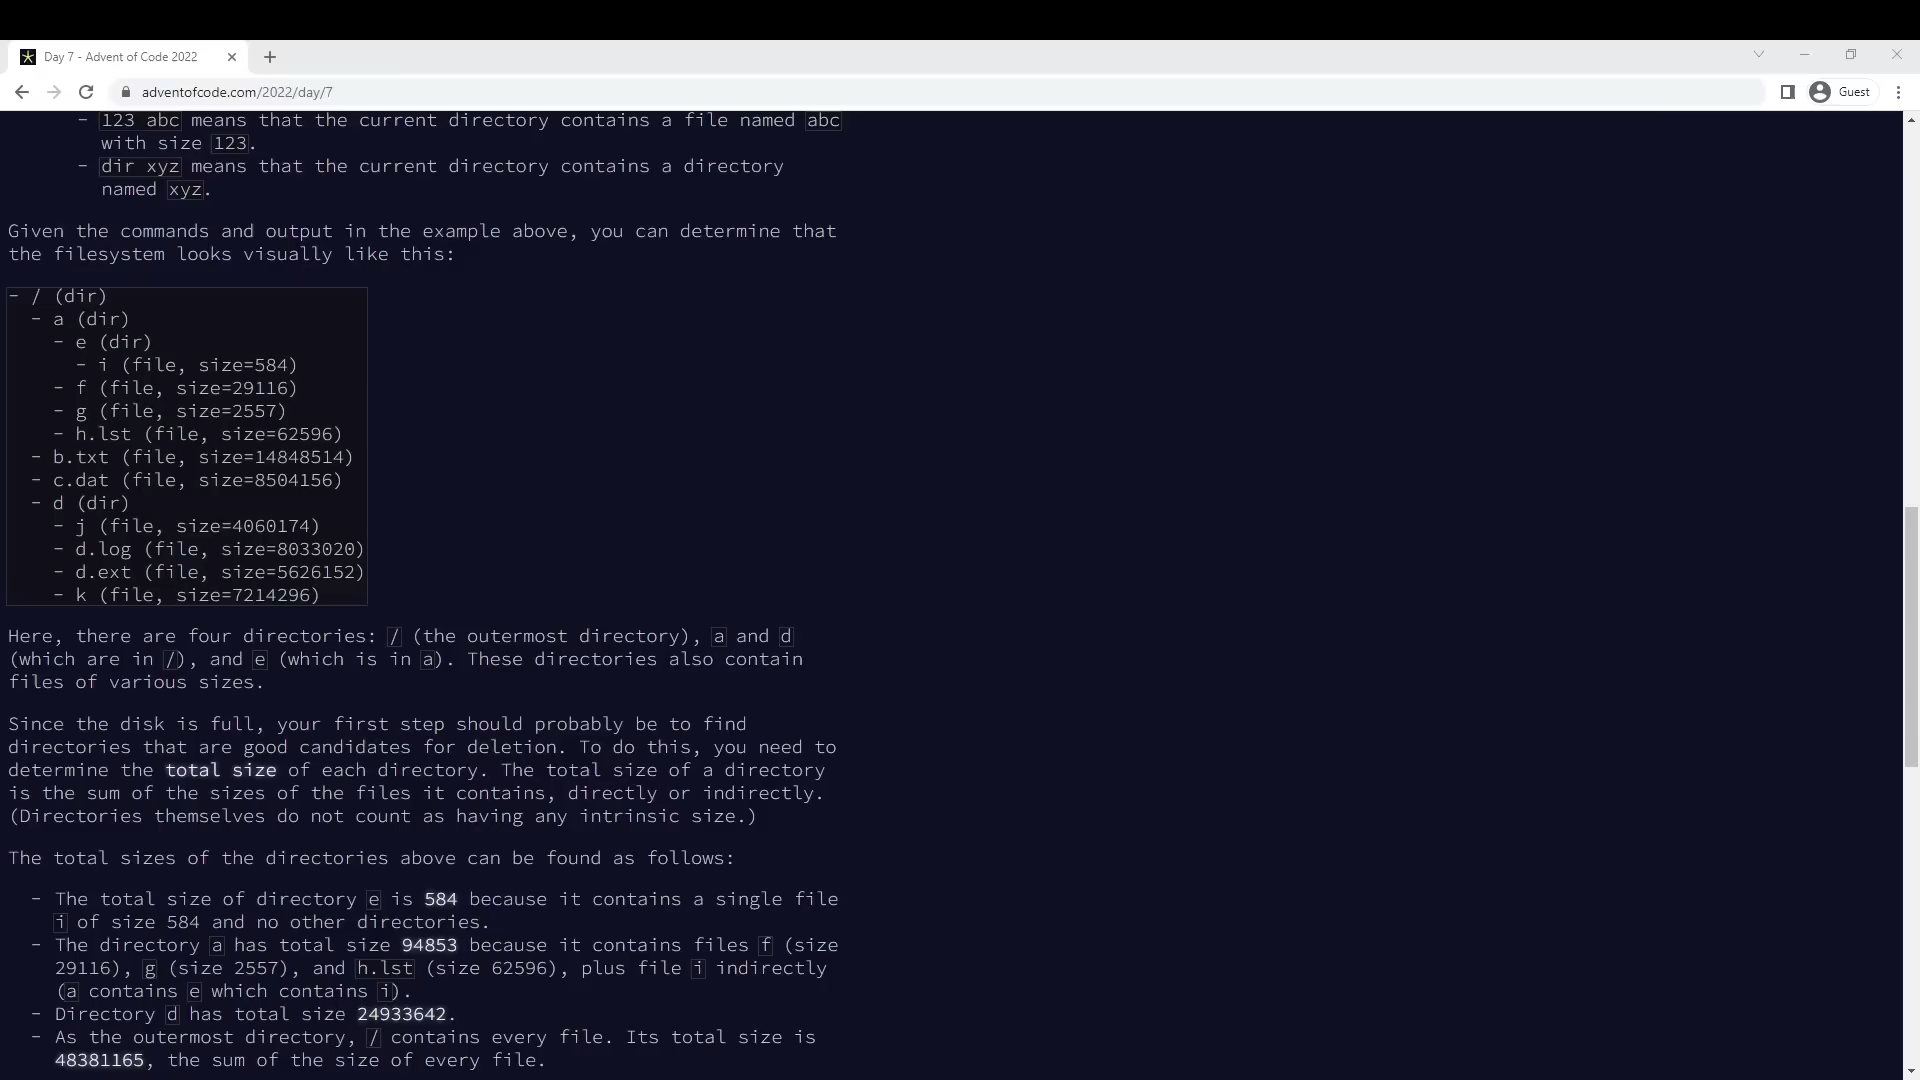 Day 7 - Advent of Code 2022
adventofcode.com/2022/day/7
Guest
- 123 abc means that the current directory contains a file named abc
with size 123.
- dir xyz means that the current directory contains a directory
named xyz.
Given the commands and output in the example above, you can determine that
the filesystem looks visually like this:
- / (dir)
- a (dir)
- e (dir)
- i (file, size=584)
- f (file, size=29116)
- g (file, size=2557)
- h.lst (file, size=62596)
- b.txt (file, size=14848514)
- c.dat (file, size=8504156)
- d (dir)
- j (file, size=4060174)
- d.log (file, size=8033020)
- d.ext (file, size=5626152)
- k (file, size=7214296)
Here, there are four directories: / (the outermost directory), a and d
(which are in /), and e (which is in a). These directories also contain
files of various sizes.
Since the disk is full, your first step should probably be to find
directories that are good candidates for deletion. To do this, you need to
determine the total size of each directory. The total size of a directory
is the sum of the sizes of the files it contains, directly or indirectly.
(Directories themselves do not count as having any intrinsic size.)
The total sizes of the directories above can be found as follows:
- The total size of directory e is 584 because it contains a single file
i of size 584 and no other directories.
- The directory a has total size 94853 because it contains files f (size
29116), g (size 2557), and h.lst (size 62596), plus file i indirectly
(a contains e which contains i).
- Directory d has total size 24933642.
- As the outermost directory, / contains every file. Its total size is
48381165, the sum of the size of every file.